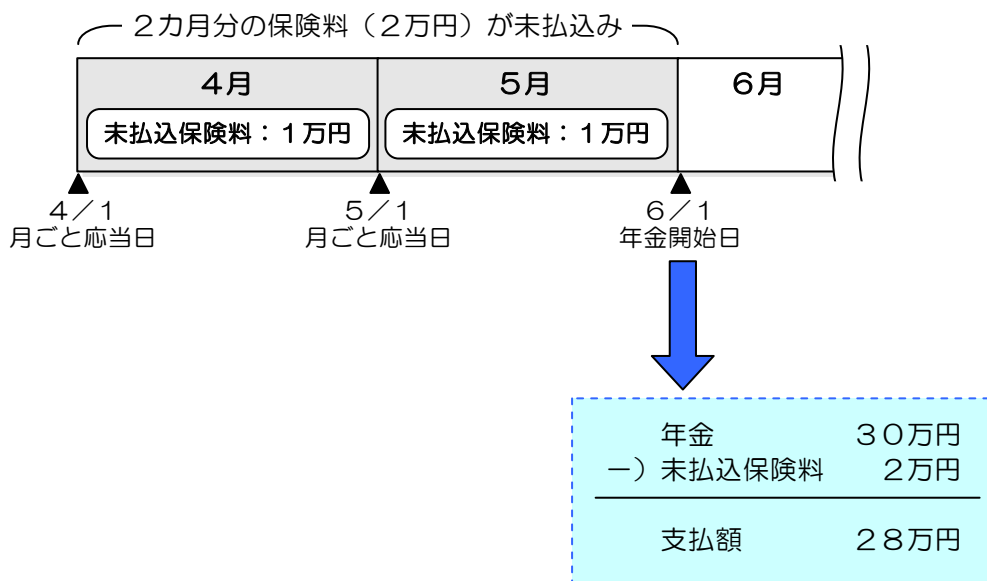 ２カ月分の保険料（２万円）が未払込み
４月　５月　６月
未払込保険料：１万円　未払込保険料：１万円
４／１　５／１　６／１
月ごと応当日　月ごと応当日　年金開始日
年金　３０万円
－）未払込保険料　２万円
支払額　２８万円